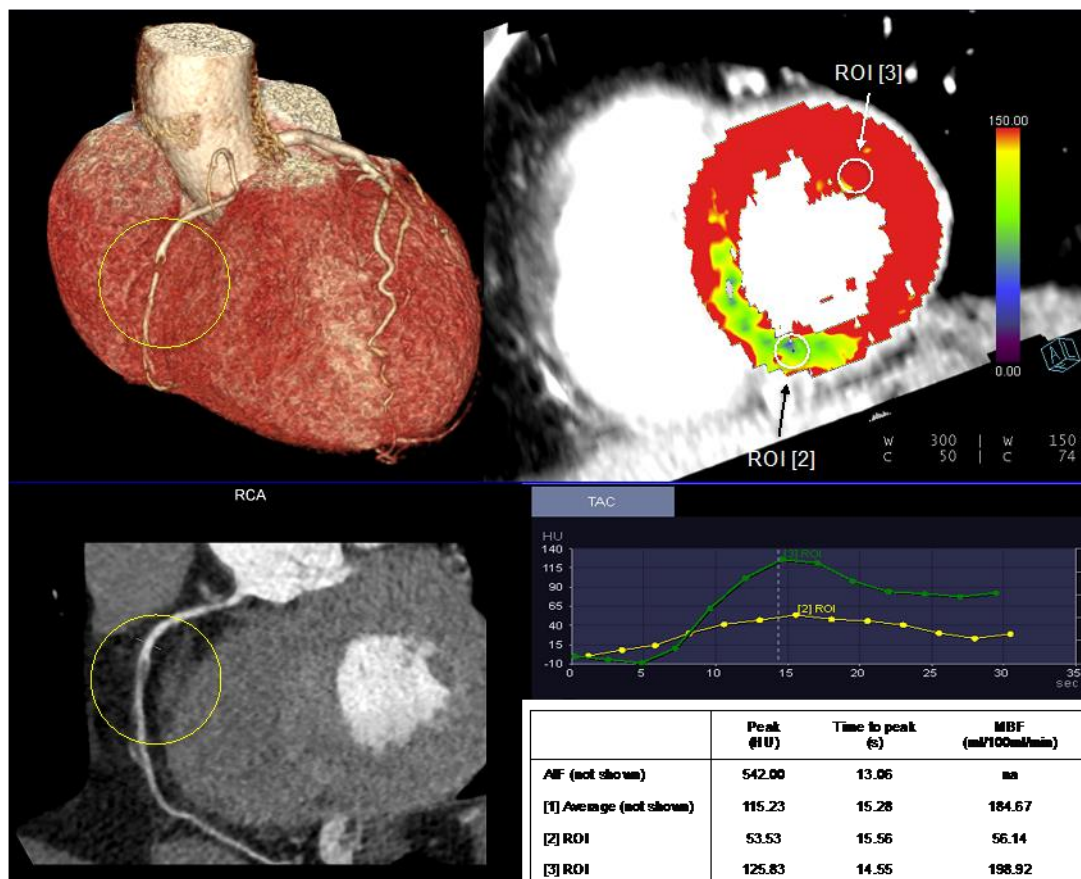 ROI [3]
150.00
0.00
ROI [2]
W 300 | W 150
C 50 | C 74
RCA
TAC
HU
140
115
90
65
40
15
-10
[3] ROI
[2] ROI
0 5 10 15 20 25 30 35
sec
Peak (HU) Time to peak (s) MBF (ml/100ml/min)
AIF (not shown) 542.00 13.06 na
[1] Average (not shown) 115.23 15.28 184.67
[2] ROI 53.53 15.56 56.14
[3] ROI 125.83 14.55 198.92